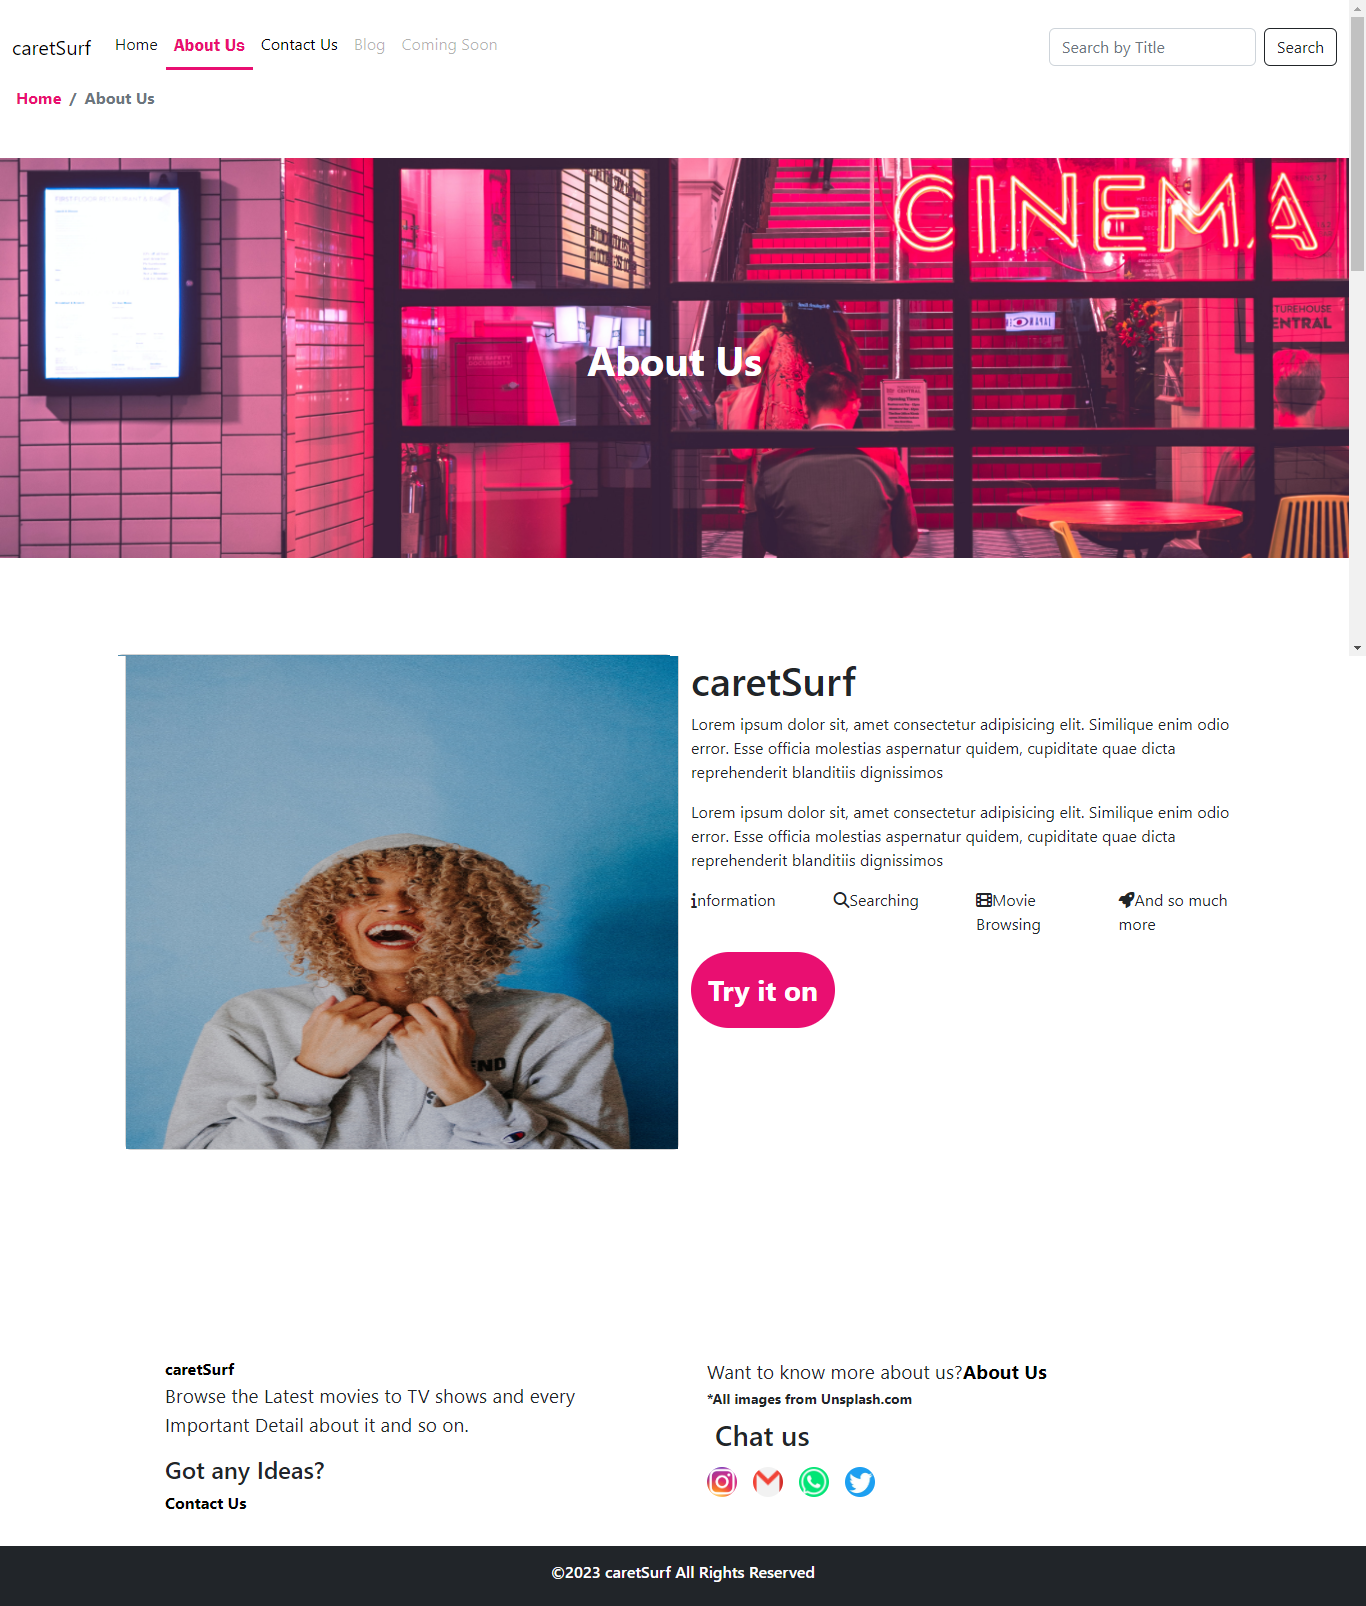 caretSurf Home About Us Contact Us Blog Coming Soon Search by Title Search
Home / About Us
CINEMA
About Us
CENTRAL
Opening Times
caretSurf
Lorem ipsum dolor sit, amet consectetur adipisicing elit. Similique enim odio
error. Esse officia molestias aspernatur quidem, cupiditate quae dicta
reprehenderit blanditiis dignissimos
Lorem ipsum dolor sit, amet consectetur adipisicing elit. Similique enim odio
error. Esse officia molestias aspernatur quidem, cupiditate quae dicta
reprehenderit blanditiis dignissimos
information
Searching
Movie
Browsing
And so much
more
Try it on
caretSurf
Browse the Latest movies to TV shows and every
Important Detail about it and so on.
Got any Ideas?
Contact Us
Want to know more about us?About Us
*All images from Unsplash.com
Chat us
©2023 caretSurf All Rights Reserved